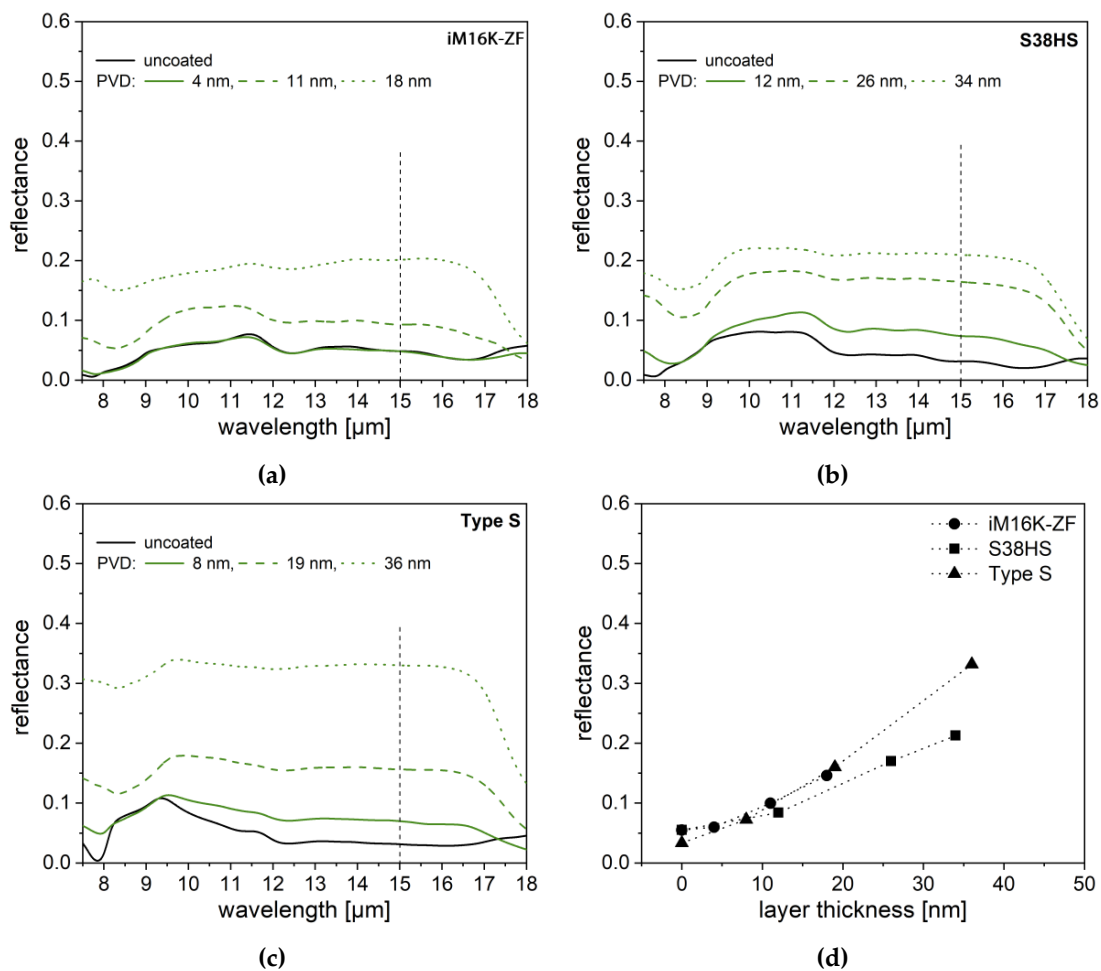 iM16K-ZF
uncoated
PVD: 4 nm, 11 nm, 18 nm
reflectance
0.6
0.5
0.4
0.3
0.2
0.1
0.0
8 9 10 11 12 13 14 15 16 17 18
wavelength [µm]
(a)
S38HS
uncoated
PVD: 12 nm, 26 nm, 34 nm
reflectance
0.6
0.5
0.4
0.3
0.2
0.1
0.0
8 9 10 11 12 13 14 15 16 17 18
wavelength [µm]
(b)
Type S
uncoated
PVD: 8 nm, 19 nm, 36 nm
reflectance
0.6
0.5
0.4
0.3
0.2
0.1
0.0
8 9 10 11 12 13 14 15 16 17 18
wavelength [µm]
(c)
iM16K-ZF
S38HS
Type S
reflectance
0.6
0.5
0.4
0.3
0.2
0.1
0.0
0 10 20 30 40 50
layer thickness [nm]
(d)